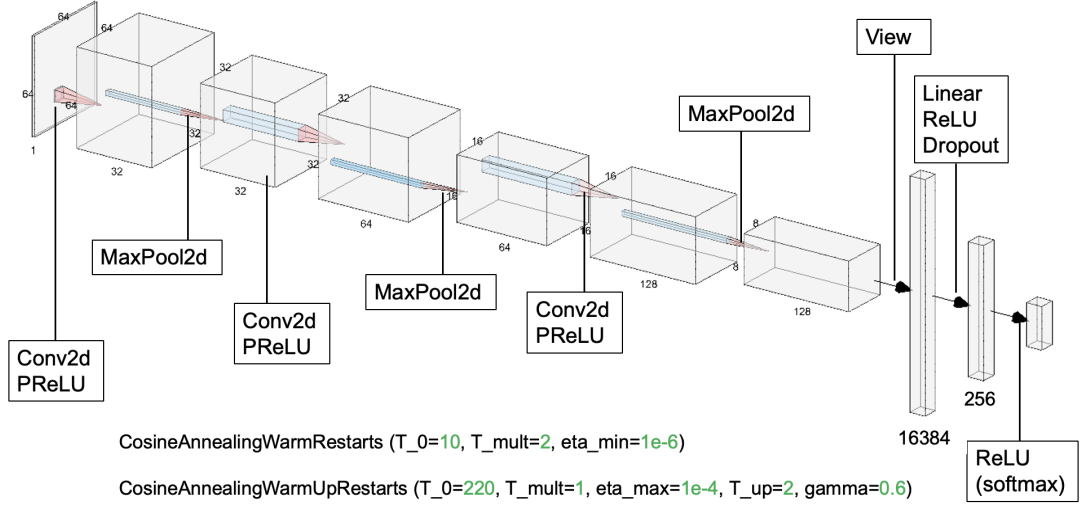 64
64
64
64
1
32
32
32
32
32
32
64
16
16
64
16
16
128
8
8
128
Conv2d
PReLU
MaxPool2d
Conv2d
PReLU
MaxPool2d
Conv2d
PReLU
MaxPool2d
View
Linear
ReLU
Dropout
16384
256
ReLU
(softmax)
CosineAnnealingWarmRestarts (T_0=10, T_mult=2, eta_min=1e-6)
CosineAnnealingWarmUpRestarts (T_0=220, T_mult=1, eta_max=1e-4, T_up=2, gamma=0.6)